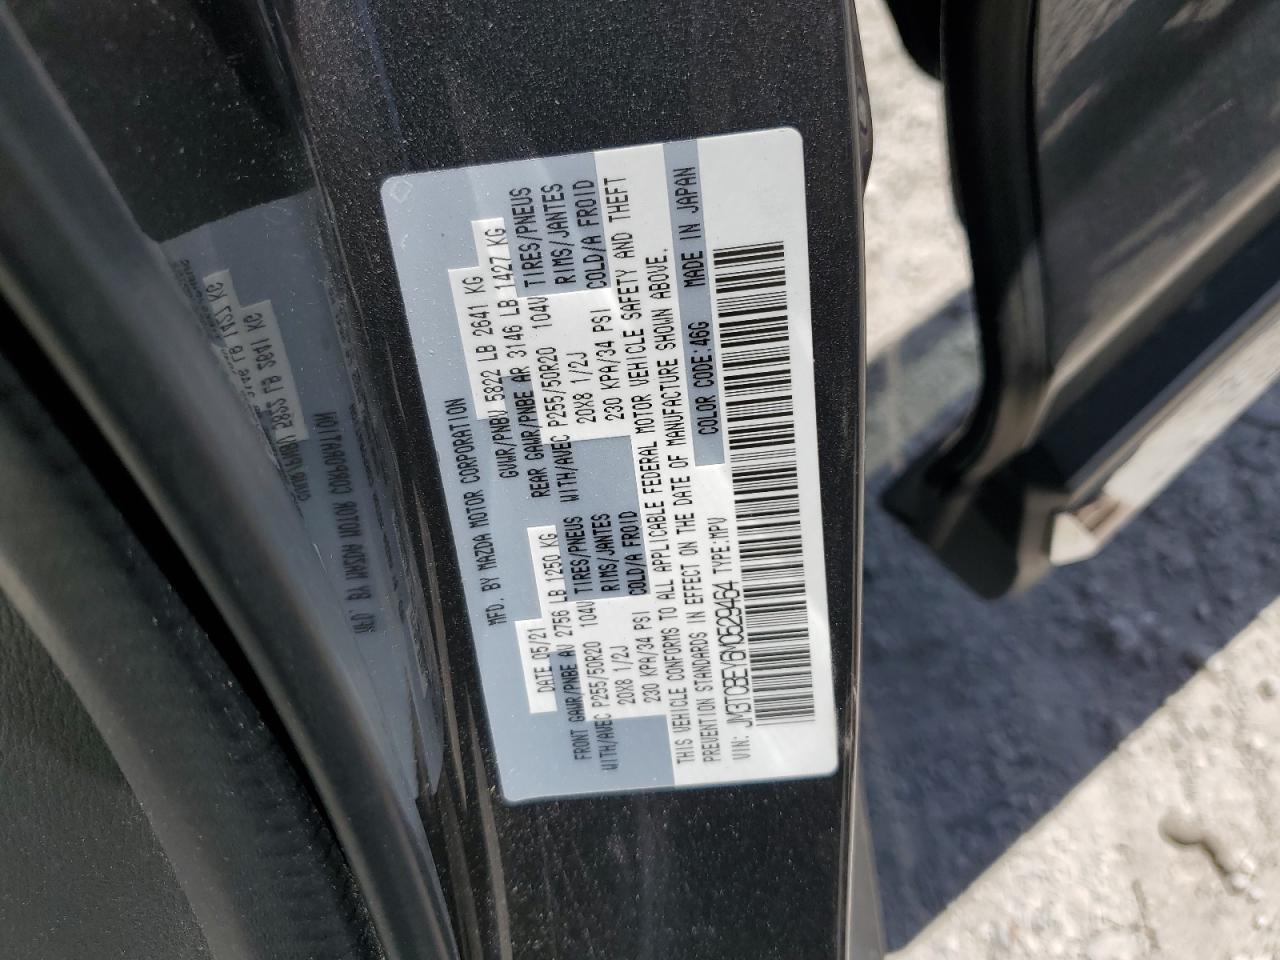 MFD. BY MAZDA MOTOR CORPORATION
DATE 05/21 GVWR/PNBV 5822 LB 2641 KG
FRONT GAWR/PNBE AV 2756 LB 1250 KG REAR GAWR/PNBE AR 3146 LB 1427 KG
WITH/AVEC P255/50R20 104V TIRES/PNEUS WITH/AVEC P255/50R20 104V TIRES/PNEUS
20X8 1/2J RIMS/JANTES 20X8 1/2J RIMS/JANTES
230 KPA/34 PSI COLD/A FROID 230 KPA/34 PSI COLD/A FROID
THIS VEHICLE CONFORMS TO ALL APPLICABLE FEDERAL MOTOR VEHICLE SAFETY AND THEFT
PREVENTION STANDARDS IN EFFECT ON THE DATE OF MANUFACTURE SHOWN ABOVE.
VIN: JM3TCBEY6N0529464 TYPE:MPV COLOR CODE:46G MADE IN JAPAN